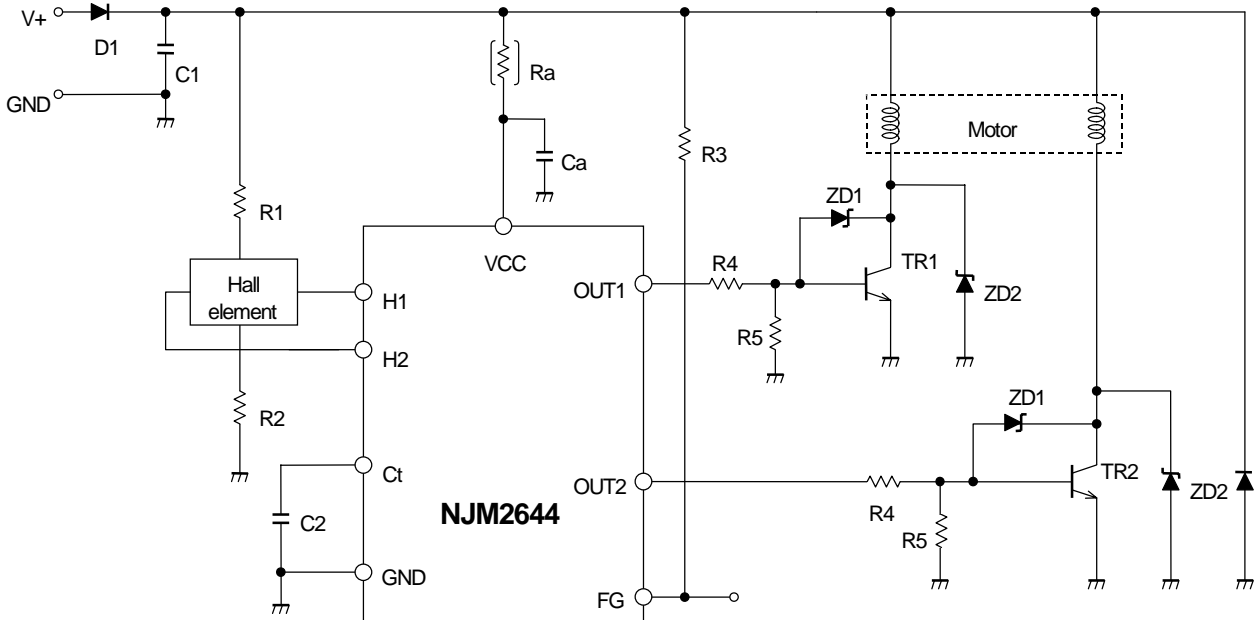 V+
D1
C1
GND
Ra
Ca
R3
Motor
R1
VCC
ZD1
TR1
R4
OUT1
Hall
element
H1
ZD2
R5
H2
ZD1
R2
Ct
TR2
OUT2
ZD2
R4
NJM2644
C2
R5
GND
FG